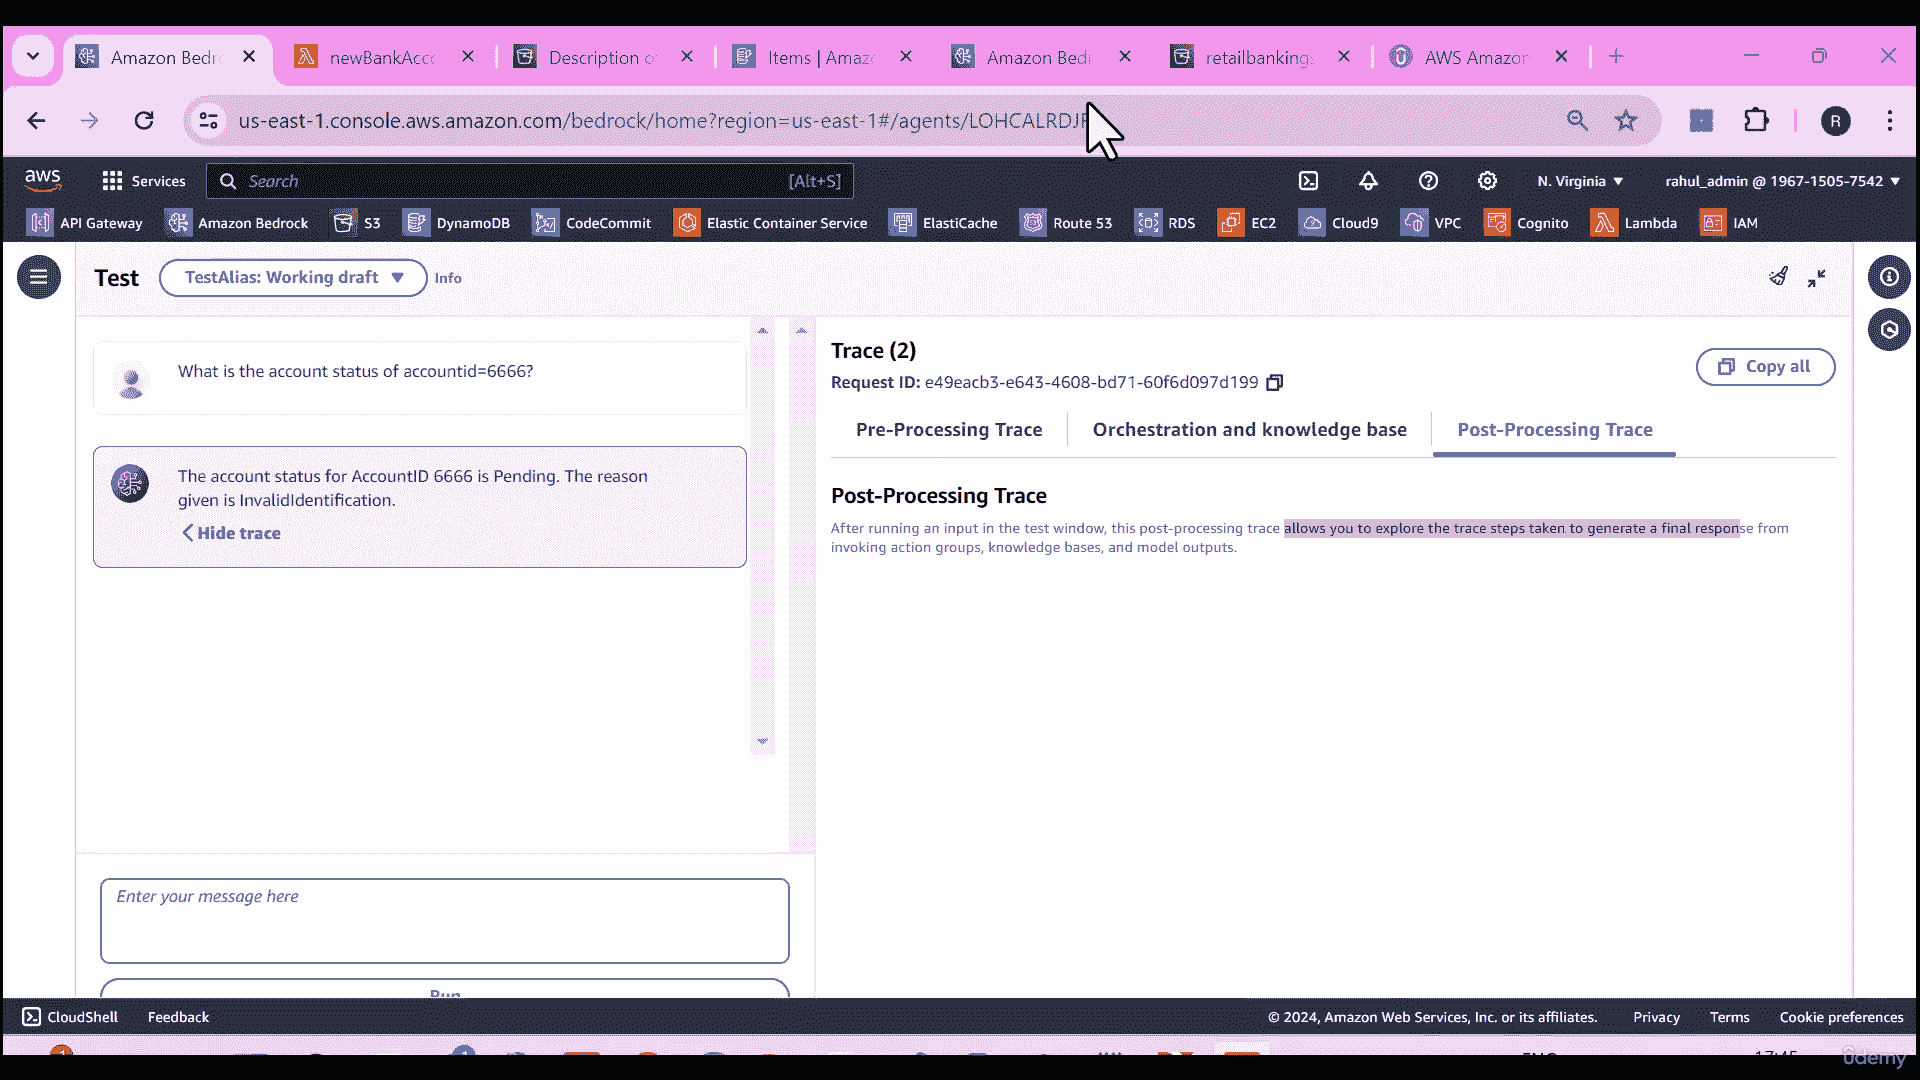 Amazon Bedr
newBankAcc
Description o
Items | Amaz
Amazon Bed
retailbanking
AWS Amazon
us-east-1.console.aws.amazon.com/bedrock/home?region=us-east-1#/agents/LOHCALRDJ
R
aws
Services
Search
[Alt+S]
N. Virginia
rahul_admin @ 1967-1505-7542
API Gateway
Amazon Bedrock
S3
DynamoDB
CodeCommit
Elastic Container Service
ElastiCache
Route 53
RDS
EC2
Cloud9
VPC
Cognito
Lambda
IAM
Test
TestAlias: Working draft
Info
What is the account status of accountid=6666?
The account status for AccountID 6666 is Pending. The reason
given is InvalidIdentification.
Hide trace
Enter your message here
Run
Trace (2)
Request ID: e49eacb3-e643-4608-bd71-60f6d097d199
Copy all
Pre-Processing Trace
Orchestration and knowledge base
Post-Processing Trace
Post-Processing Trace
After running an input in the test window, this post-processing trace allows you to explore the trace steps taken to generate a final response from
invoking action groups, knowledge bases, and model outputs.
CloudShell
Feedback
© 2024, Amazon Web Services, Inc. or its affiliates.
Privacy
Terms
Cookie preferences
ENG
17:45
ûdemy